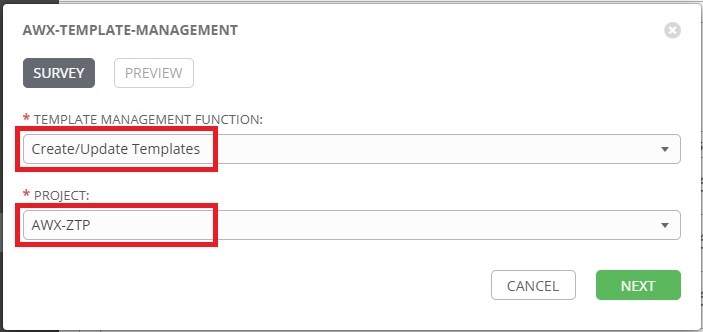 AWX-TEMPLATE-MANAGEMENT
SURVEY PREVIEW
* TEMPLATE MANAGEMENT FUNCTION:
Create/Update Templates
* PROJECT:
AWX-ZTP
CANCEL NEXT